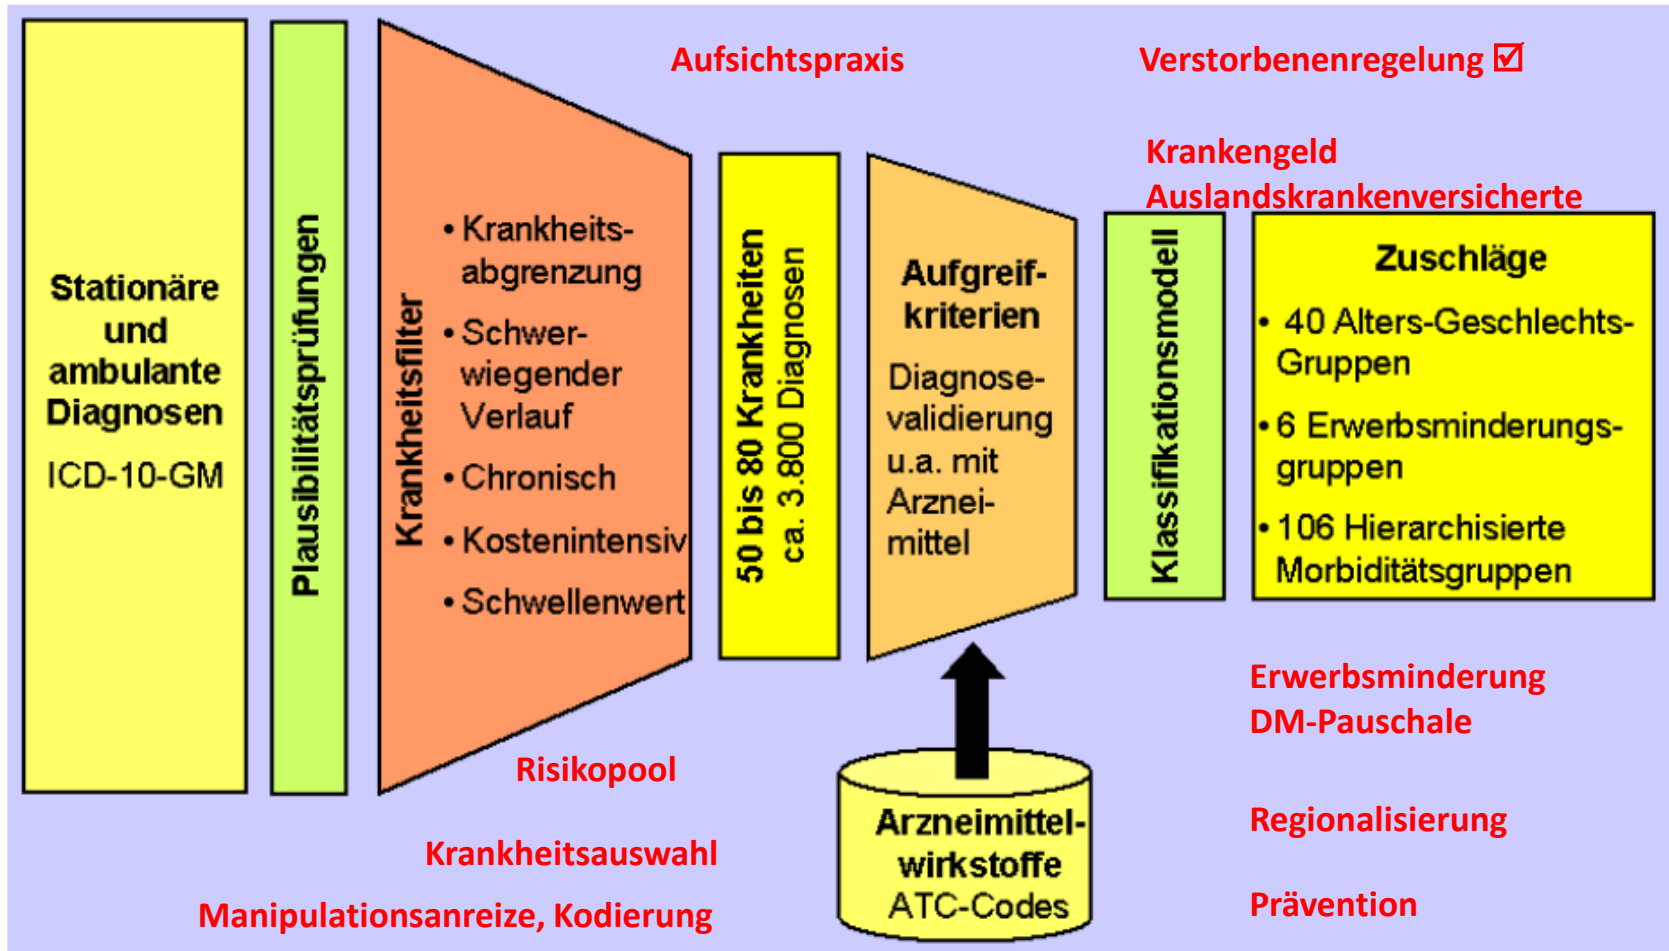 Aufsichtspraxis
Verstorbenenregelung ☑
Krankengeld
Auslandskrankenversicherte
Stationäre
und
ambulante
Diagnosen
ICD-10-GM
Plausibilitätsprüfungen
Krankheitsfilter
• Krankheits-
abgrenzung
• Schwer-
wiegender
Verlauf
• Chronisch
• Kostenintensiv
• Schwellenwert
50 bis 80 Krankheiten
ca. 3.800 Diagnosen
Aufgreif-
kriterien
Diagnose-
validierung
u.a. mit
Arznei-
mittel
Klassifikationsmodell
Zuschläge
• 40 Alters-Geschlechts-
Gruppen
• 6 Erwerbsminderungs-
gruppen
• 106 Hierarchisierte
Morbiditätsgruppen
Arzneimittel-
wirkstoffe
ATC-Codes
Risikopool
Krankheitsauswahl
Manipulationsanreize, Kodierung
Erwerbsminderung
DM-Pauschale
Regionalisierung
Prävention